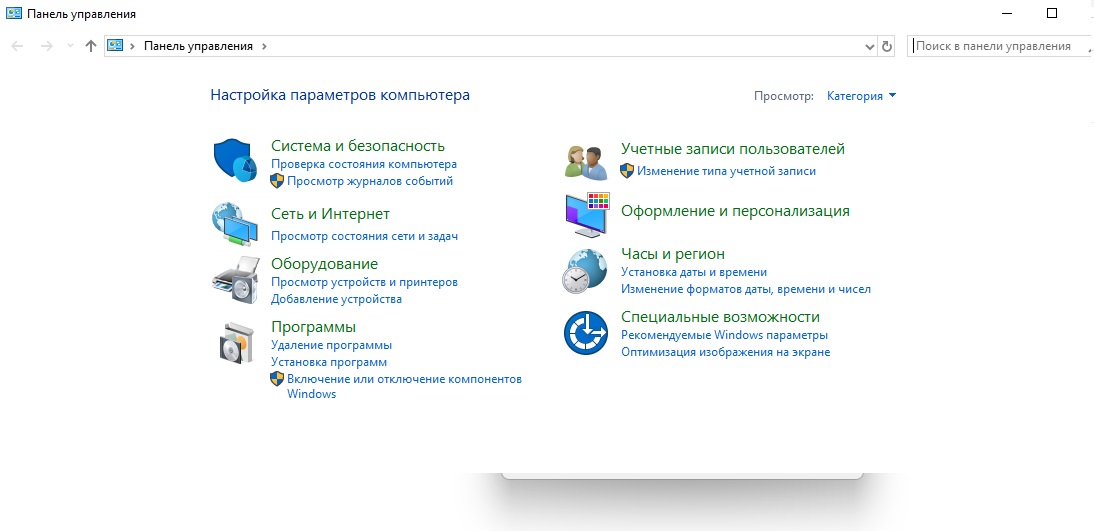 Панель управления
Панель управления
Поиск в панели управления
Настройка параметров компьютера
Просмотр: Категория
Система и безопасность
Проверка состояния компьютера
Просмотр журналов событий
Сеть и Интернет
Просмотр состояния сети и задач
Оборудование
Просмотр устройств и принтеров
Добавление устройства
Программы
Удаление программы
Установка программ
Включение или отключение компонентов
Windows
Учетные записи пользователей
Изменение типа учетной записи
Оформление и персонализация
Часы и регион
Установка даты и времени
Изменение форматов даты, времени и чисел
Специальные возможности
Рекомендуемые Windows параметры
Оптимизация изображения на экране